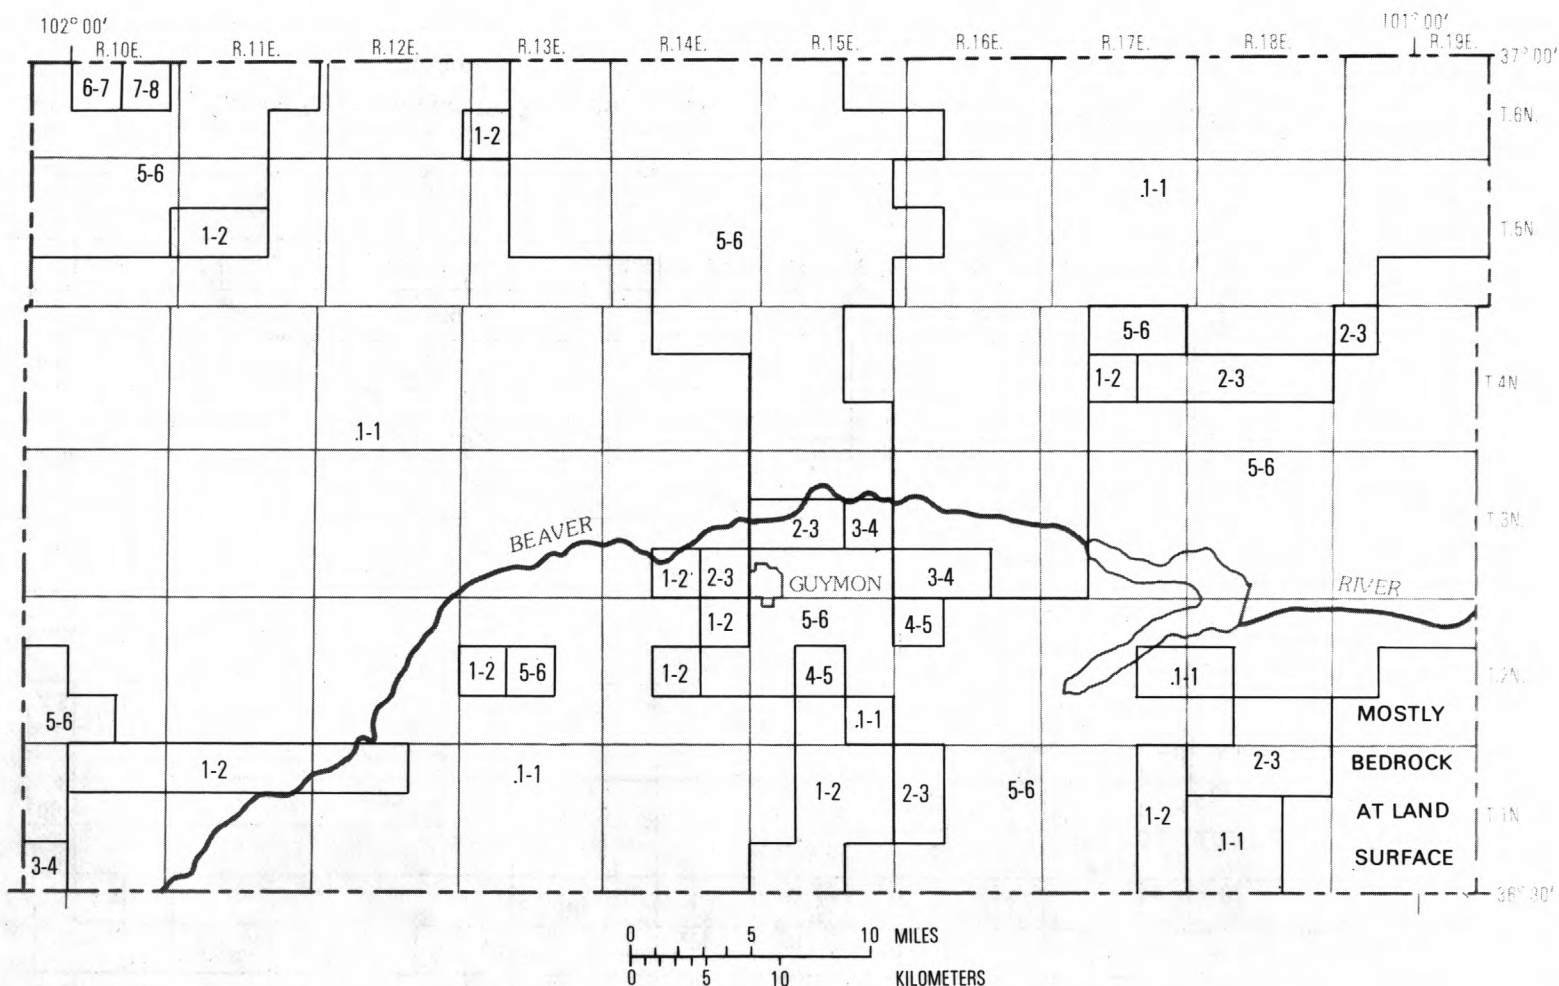 102° 00'
101° 00'
R.10E. R.11E. R.12E. R.13E. R.14E. R.15E. R.16E. R.17E. R.18E. R.19E.
37° 00'
6-7 7-8
T.6N.
1-2
5-6
.1-1
1-2
5-6
T.5N.
5-6
2-3
1-2
2-3
T.4N.
.1-1
5-6
BEAVER
2-3
3-4
T.3N.
1-2
2-3
GUYMON
3-4
RIVER
1-2
5-6
4-5
1-2
5-6
1-2
4-5
.1-1
T.2N.
5-6
.1-1
MOSTLY
1-2
.1-1
1-2
2-3
5-6
1-2
2-3
BEDROCK
AT LAND
T.1N.
3-4
.1-1
SURFACE
36° 30'
0 5 10 MILES
0 5 10 KILOMETERS